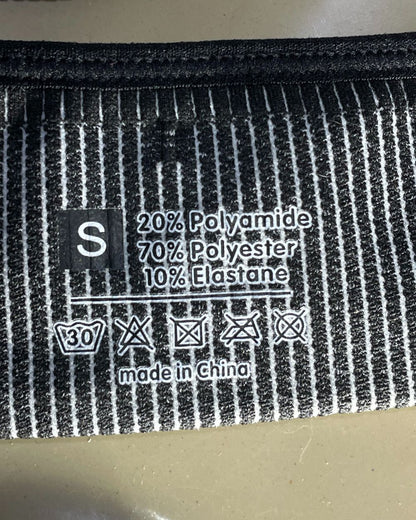 S
20% Polyamide
70% Polyester
10% Elastane
30
made in China